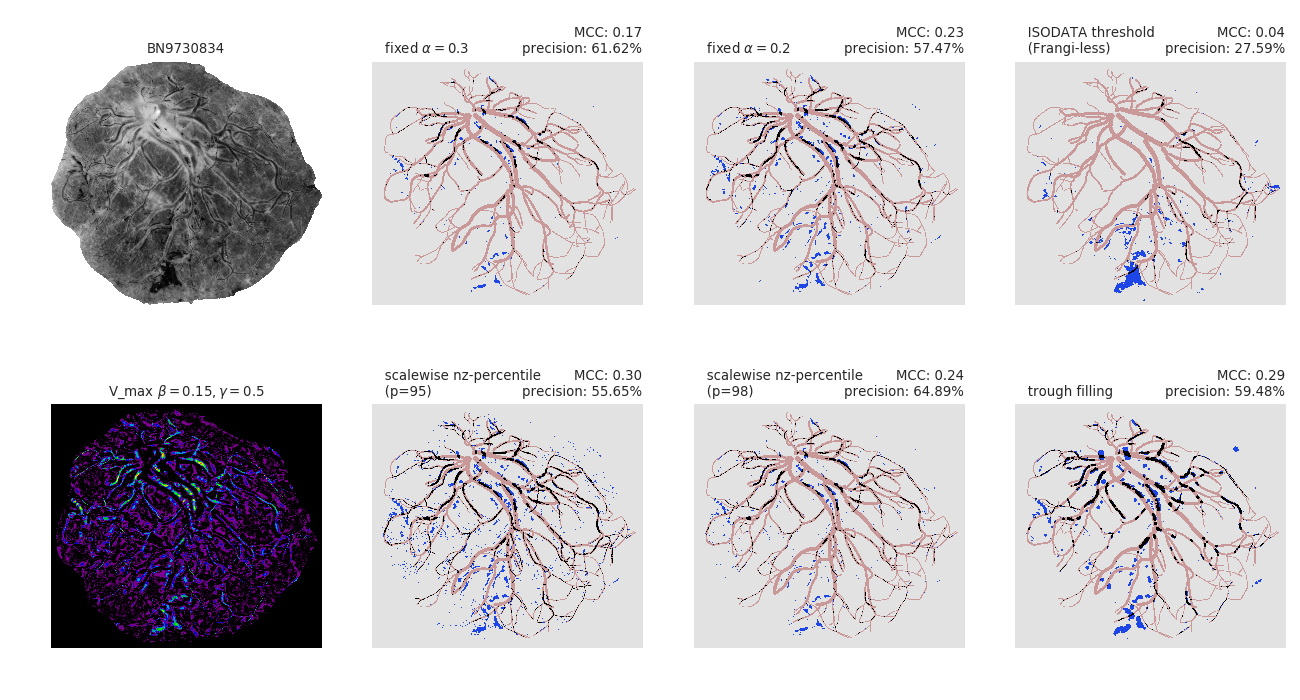 BN9730834
MCC: 0.17
fixed α = 0.3 precision: 61.62%
MCC: 0.23
fixed α = 0.2 precision: 57.47%
ISODATA threshold MCC: 0.04
(Frangi-less) precision: 27.59%
V_max β = 0.15, γ = 0.5
scalewise nz-percentile MCC: 0.30
(p=95) precision: 55.65%
scalewise nz-percentile MCC: 0.24
(p=98) precision: 64.89%
MCC: 0.29
trough filling precision: 59.48%